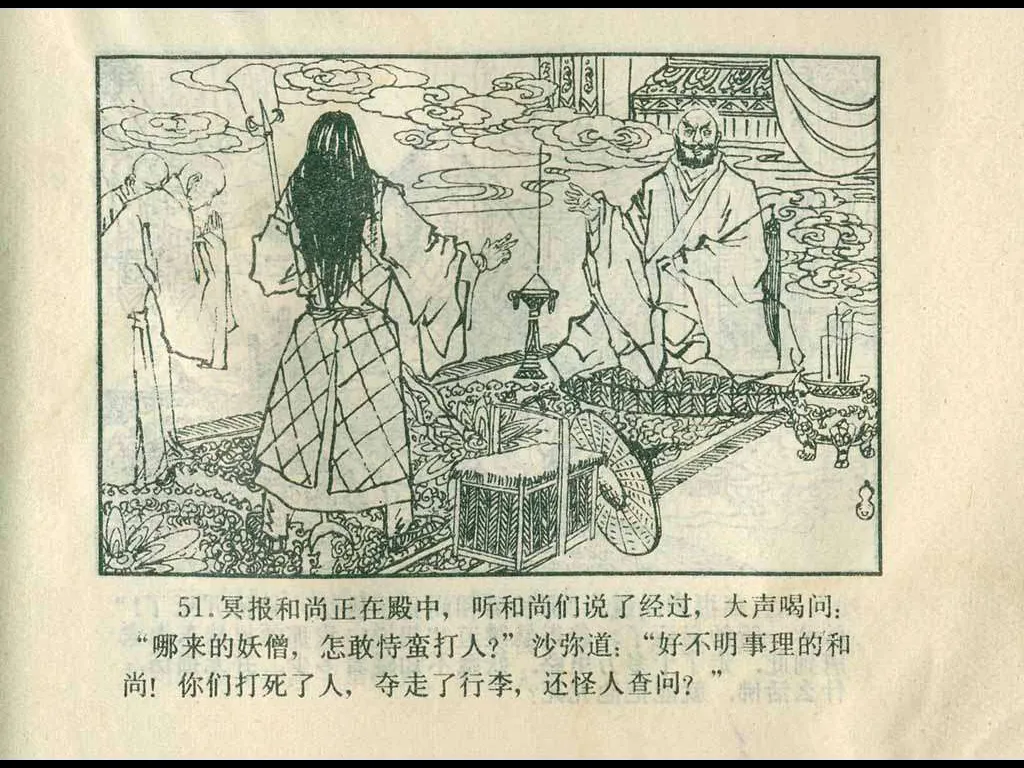 51.冥报和尚正在殿中，听和尚们说了经过，大声喝问：
“哪来的妖僧，怎敢恃蛮打人？”沙弥道：“好不明事理的和
尚！你们打死了人，夺走了行李，还怪人查问？”